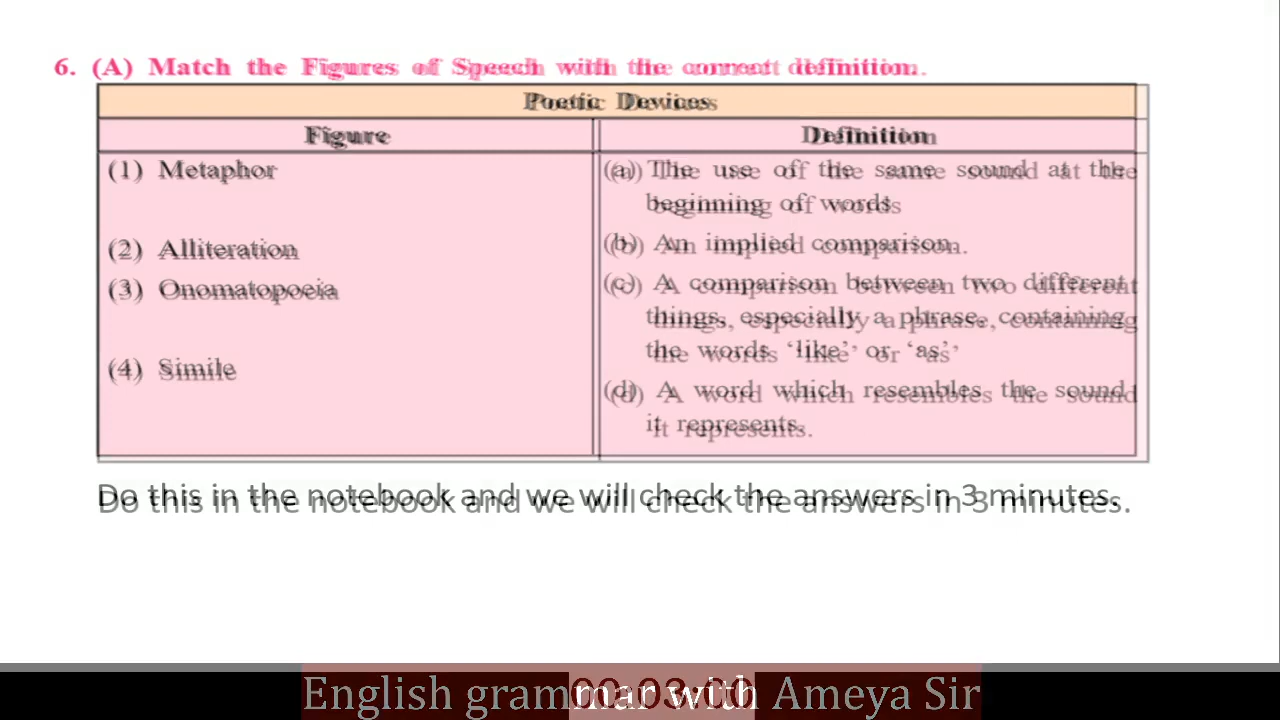 6. (A) Match the Figures of Speech with the correct definition.
Poetic Devices
Figure Definition
(1) Metaphor
(a) The use of the same sound at the
beginning of words
(2) Alliteration
(b) An implied comparison.
(3) Onomatopoeia
(c) A comparison between two different
things, especially a phrase, containing
the words ‘like’ or ‘as’
(4) Simile
(d) A word which resembles the sound
it represents.
Do this in the notebook and we will check the answers in 3 minutes.
English grammar with Ameya Sir
00:03:00